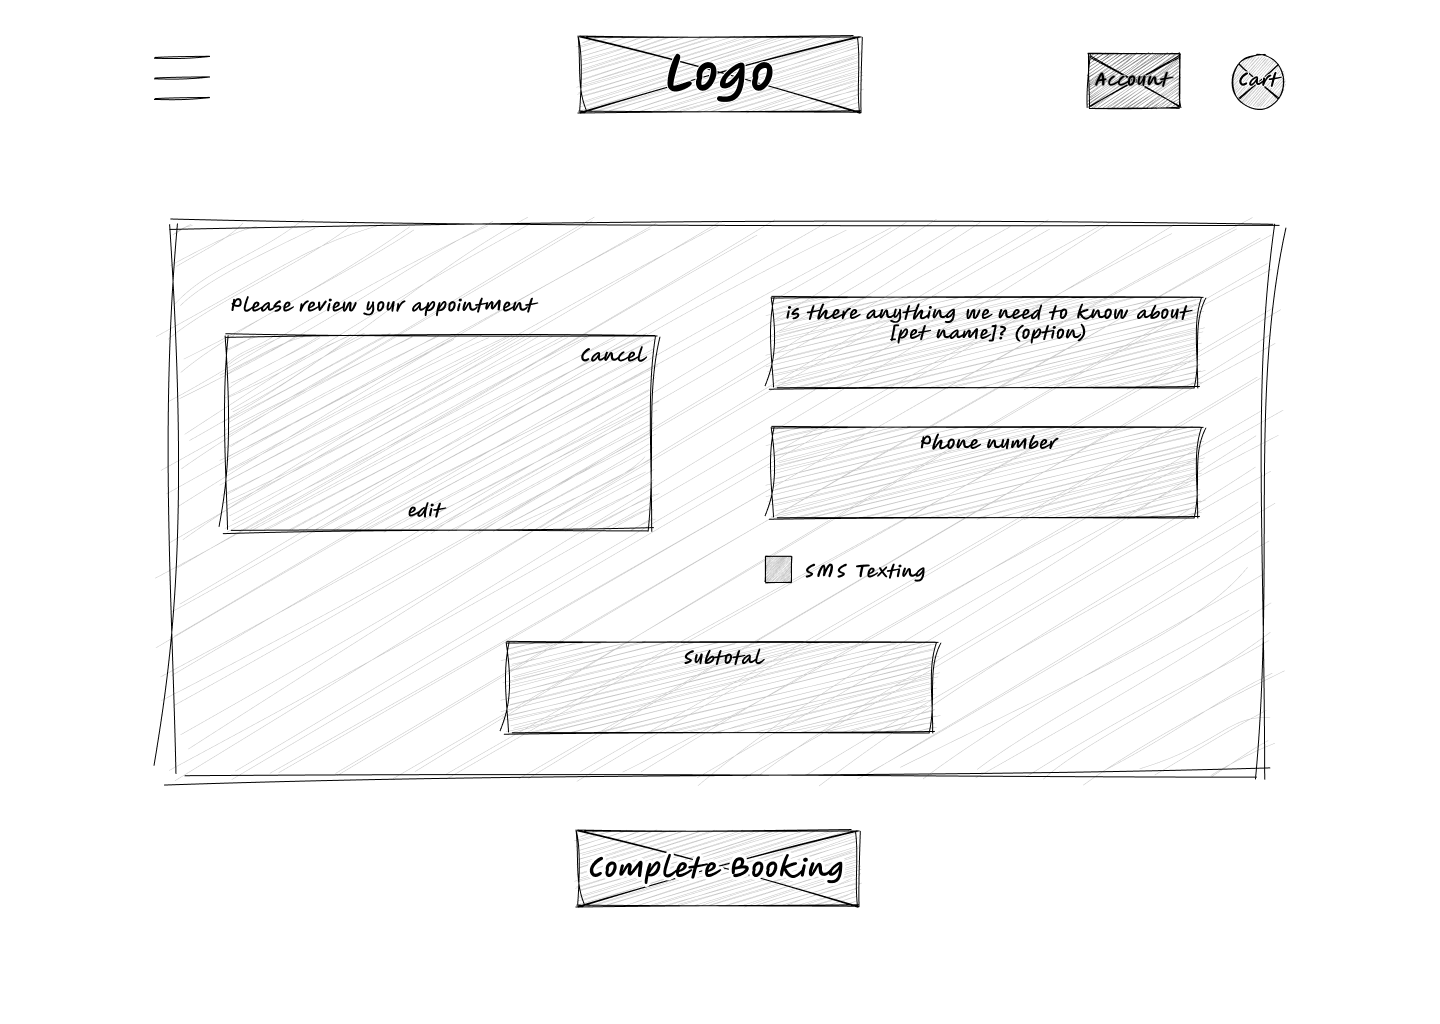 Logo
Account
Cart
Please review your appointment
Cancel
edit
is there anything we need to know about
[pet name]? (option)
Phone number
SMS Texting
Subtotal
Complete Booking